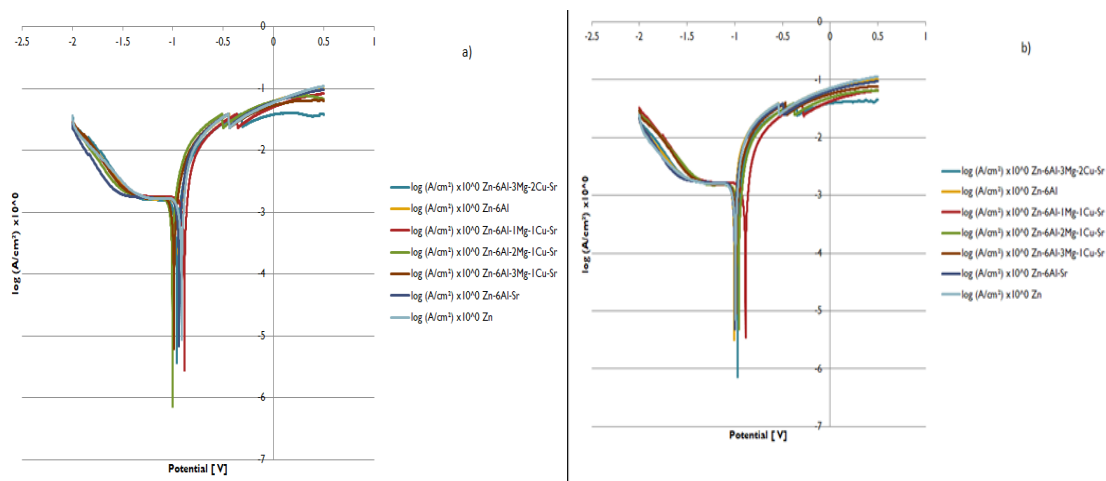 a)
0
-2.5 -2 -1.5 -1 -0.5 0 0.5 1
-1
-2
-3
-4
-5
-6
-7
log (A/cm²) x10^0
Potential [ V]
log (A/cm²) x10^0 Zn-6Al-3Mg-2Cu-Sr
log (A/cm²) x10^0 Zn-6Al
log (A/cm²) x10^0 Zn-6Al-1Mg-1Cu-Sr
log (A/cm²) x10^0 Zn-6Al-2Mg-1Cu-Sr
log (A/cm²) x10^0 Zn-6Al-3Mg-1Cu-Sr
log (A/cm²) x10^0 Zn-6Al-Sr
log (A/cm²) x10^0 Zn
b)
0
-2.5 -2 -1.5 -1 -0.5 0 0.5 1
-1
-2
-3
-4
-5
-6
-7
log (A/cm²) x10^0
Potential [ V]
log (A/cm²) x10^0 Zn-6Al-3Mg-2Cu-Sr
log (A/cm²) x10^0 Zn-6Al
log (A/cm²) x10^0 Zn-6Al-1Mg-1Cu-Sr
log (A/cm²) x10^0 Zn-6Al-2Mg-1Cu-Sr
log (A/cm²) x10^0 Zn-6Al-3Mg-1Cu-Sr
log (A/cm²) x10^0 Zn-6Al-Sr
log (A/cm²) x10^0 Zn